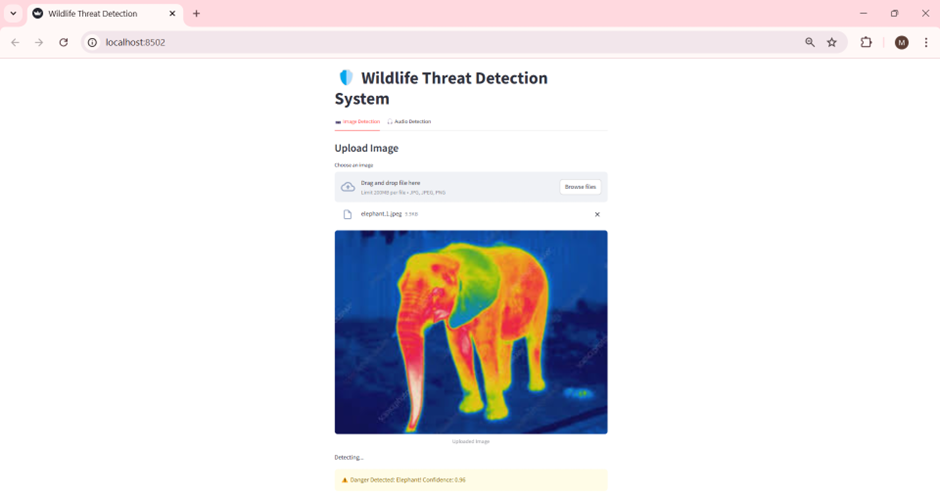 Wildlife Threat Detection
localhost:8502
M
Wildlife Threat Detection
System
Image Detection
Audio Detection
Upload Image
Choose an image
Drag and drop file here
Limit 200MB per file • JPG, JPEG, PNG
Browse files
elephant.1.jpeg
Uploaded Image
Detecting...
Danger Detected: Elephant! Confidence: 0.96